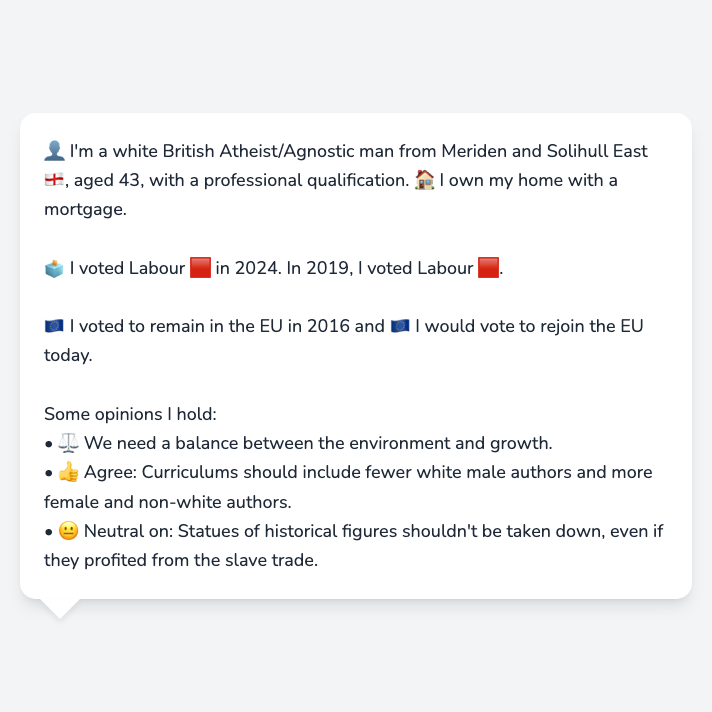 👤 I'm a white British Atheist/Agnostic man from Meriden and Solihull East
🏴󠁧󠁢󠁥󠁮󠁧󠁿, aged 43, with a professional qualification. 🏠 I own my home with a
mortgage.
🗳️ I voted Labour 🟥 in 2024. In 2019, I voted Labour 🟥.
🇪🇺 I voted to remain in the EU in 2016 and 🇪🇺 I would vote to rejoin the EU
today.
Some opinions I hold:
• ⚖️ We need a balance between the environment and growth.
• 👍 Agree: Curriculums should include fewer white male authors and more
female and non-white authors.
• 😐 Neutral on: Statues of historical figures shouldn't be taken down, even if
they profited from the slave trade.